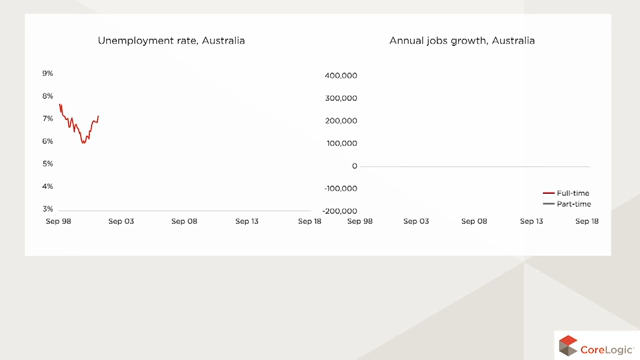 Unemployment rate, Australia
9%
8%
7%
6%
5%
4%
3%
Sep 98 Sep 03 Sep 08 Sep 13 Sep 18
Annual jobs growth, Australia
400,000
300,000
200,000
100,000
0
-100,000
-200,000
Full-time
Part-time
Sep 98 Sep 03 Sep 08 Sep 13 Sep 18
CoreLogic